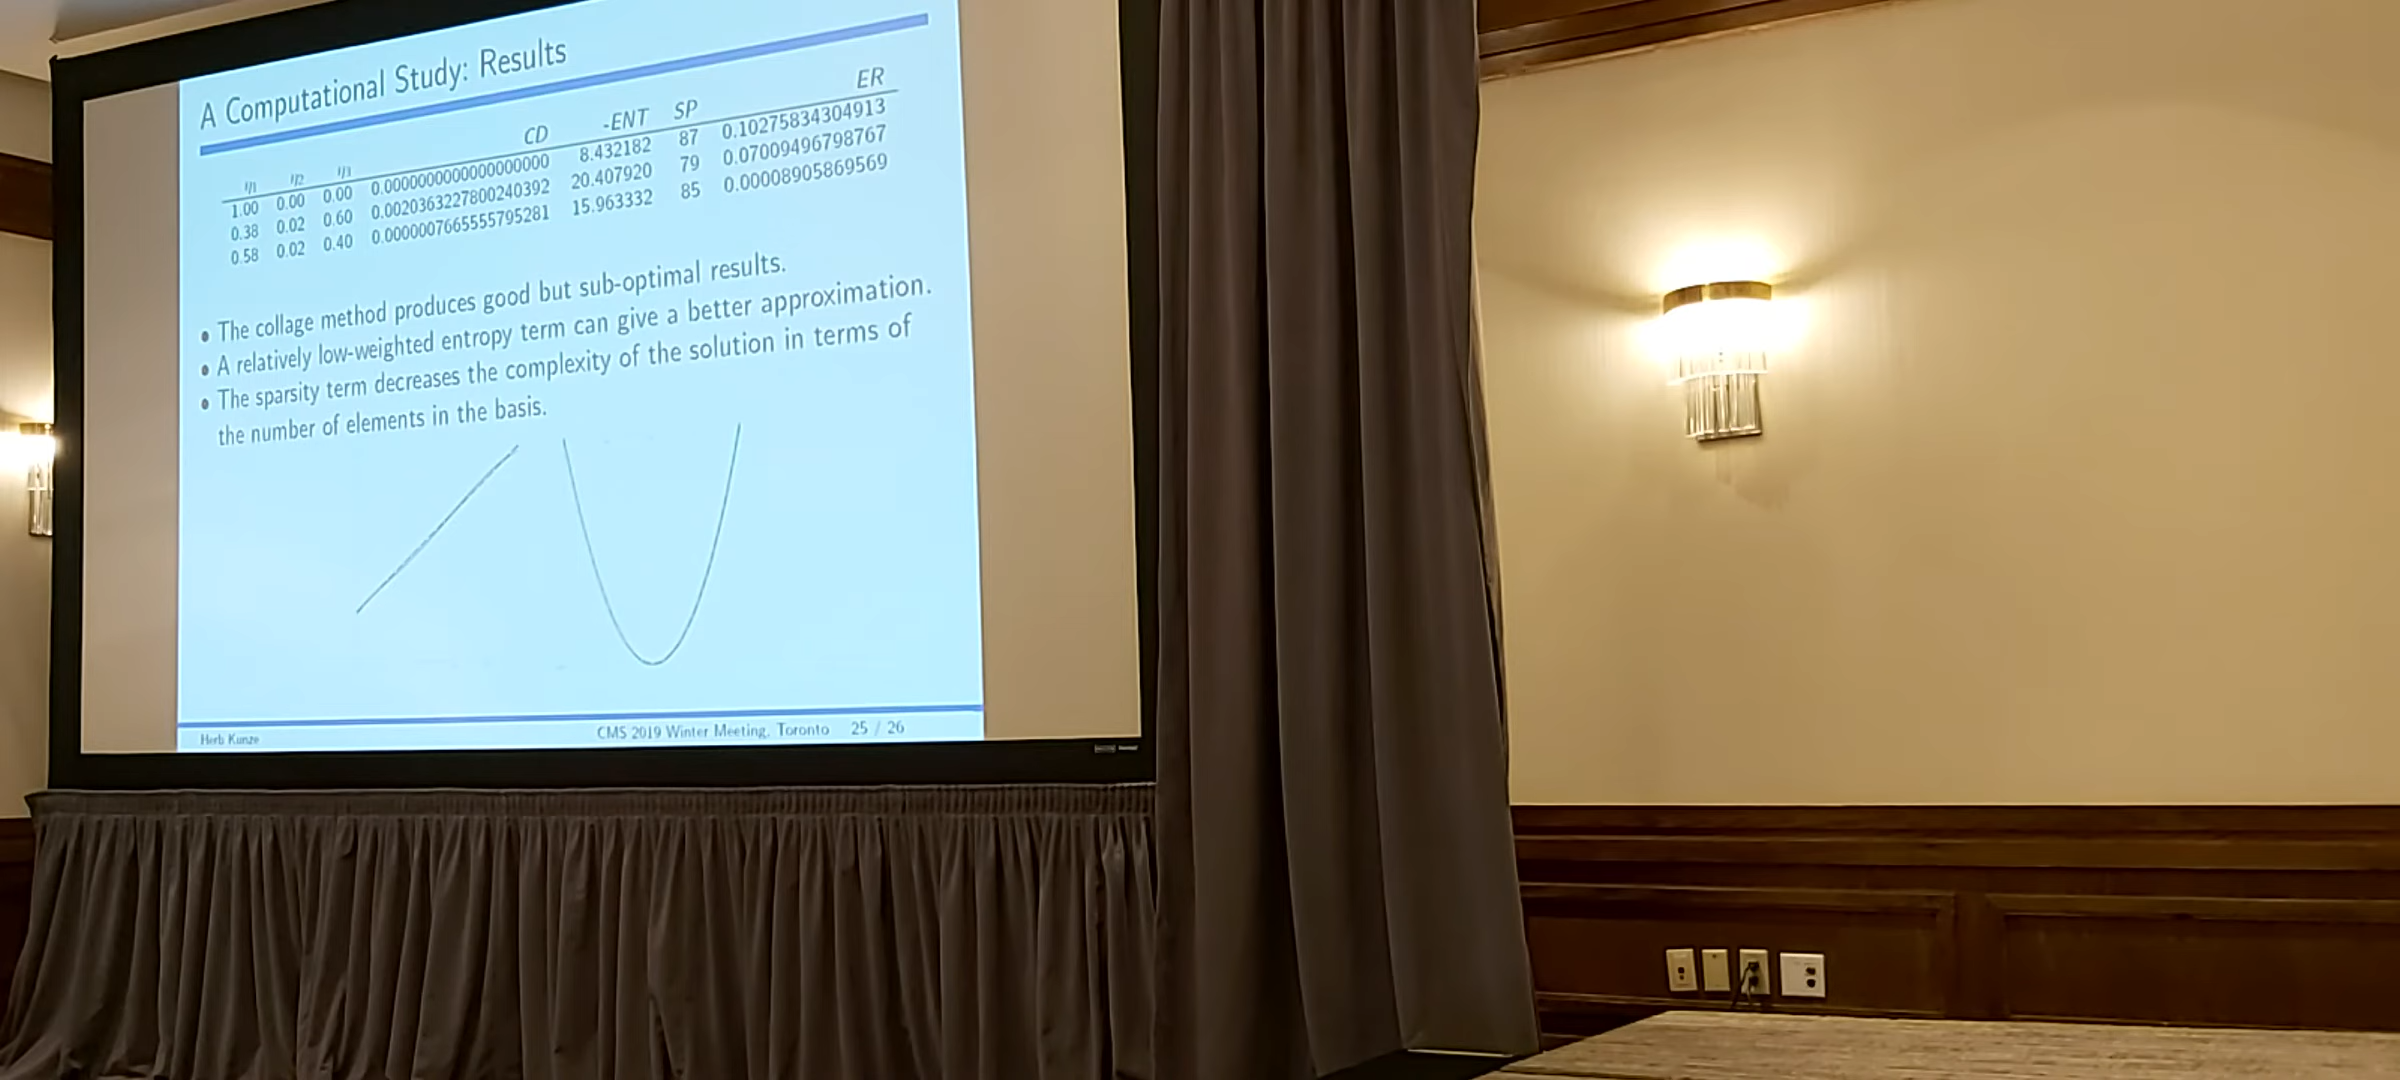 A Computational Study: Results
η1 η2 η3 CD -ENT SP ER
1.00 0.00 0.00 0.0000000000000000000 8.432182 87 0.10275834304913
0.38 0.02 0.60 0.0020363227800240392 20.407920 79 0.07009496798767
0.58 0.02 0.40 0.0000007665555795281 15.963332 85 0.00008905869569
• The collage method produces good but sub-optimal results.
• A relatively low-weighted entropy term can give a better approximation.
• The sparsity term decreases the complexity of the solution in terms of
the number of elements in the basis.
Herb Kunze CMS 2019 Winter Meeting, Toronto 25 / 26